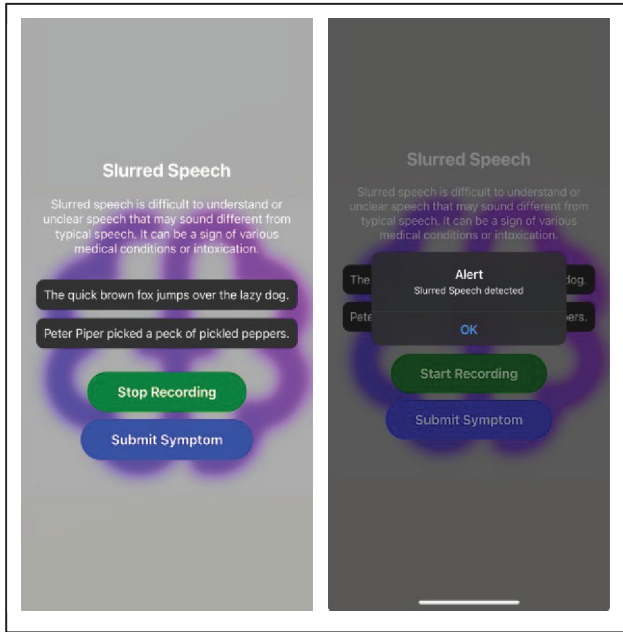 Slurred Speech
Slurred speech is difficult to understand or
unclear speech that may sound different from
typical speech. It can be a sign of various
medical conditions or intoxication.
The quick brown fox jumps over the lazy dog.
Peter Piper picked a peck of pickled peppers.
Stop Recording
Submit Symptom
Slurred Speech
Slurred speech is difficult to understand or
unclear speech that may sound different from
typical speech. It can be a sign of various
medical conditions or intoxication.
The dog.
Alert
Slurred Speech detected
Pete ers.
OK
Start Recording
Submit Symptom